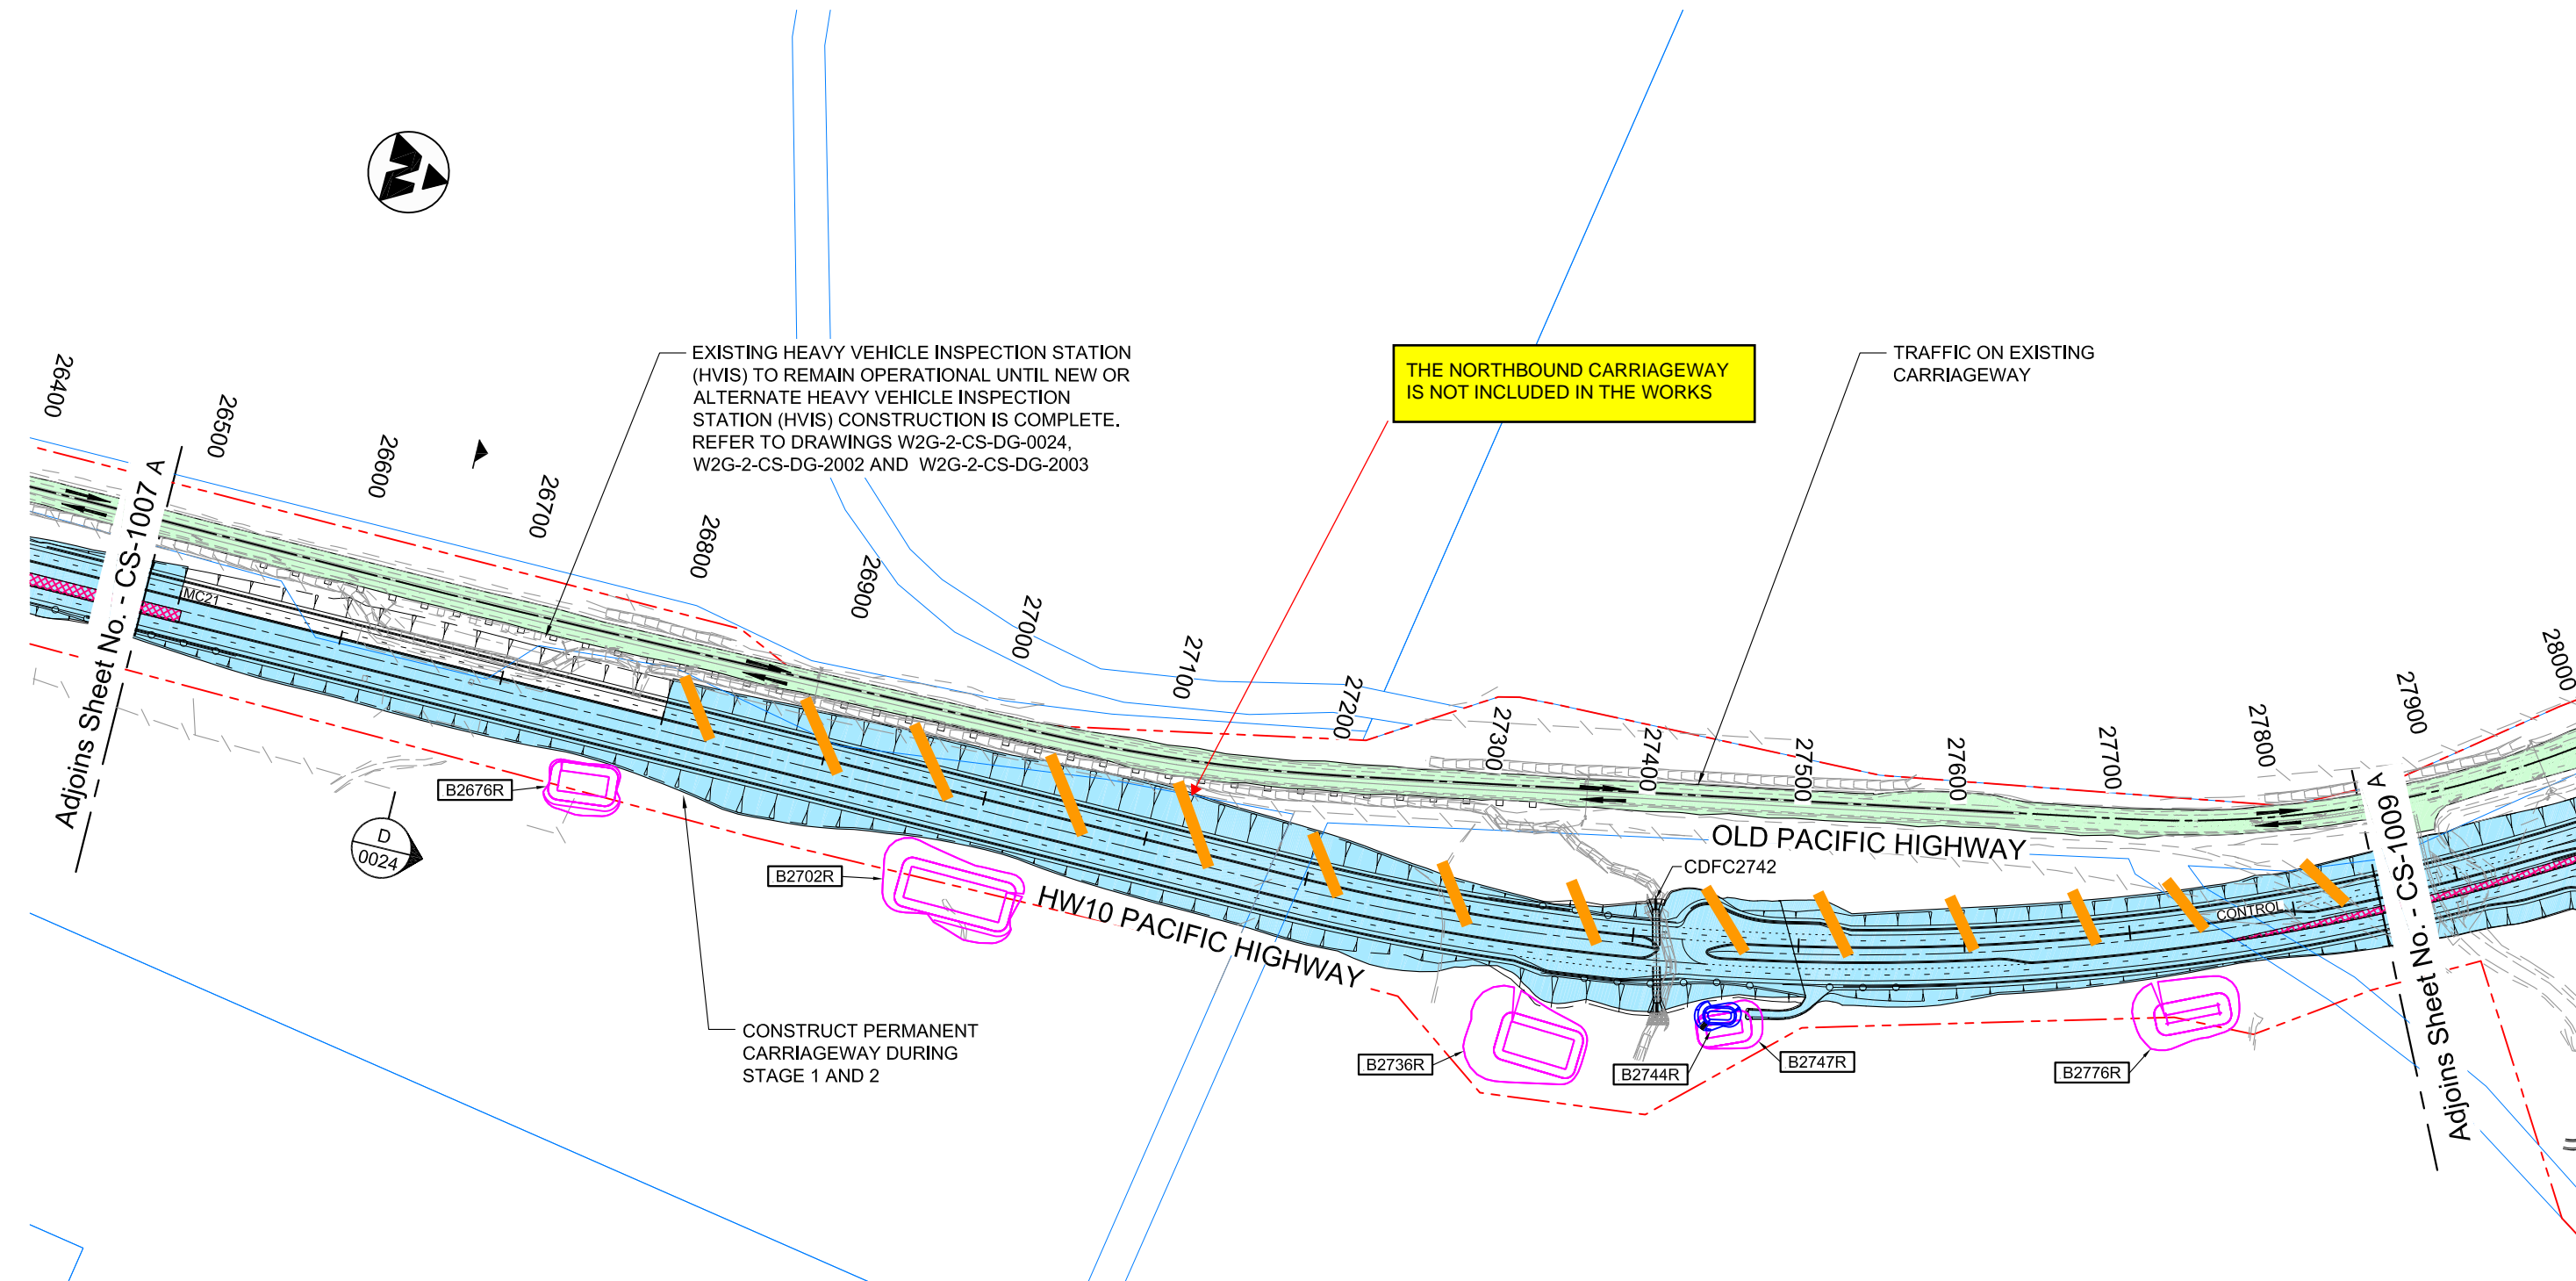 EXISTING HEAVY VEHICLE INSPECTION STATION
(HVIS) TO REMAIN OPERATIONAL UNTIL NEW OR
ALTERNATE HEAVY VEHICLE INSPECTION
STATION (HVIS) CONSTRUCTION IS COMPLETE.
REFER TO DRAWINGS W2G-2-CS-DG-0024,
W2G-2-CS-DG-2002 AND W2G-2-CS-DG-2003
THE NORTHBOUND CARRIAGEWAY
IS NOT INCLUDED IN THE WORKS
TRAFFIC ON EXISTING
CARRIAGEWAY
26400
26500
26600
26700
26800
26900
27000
27100
27200
27300
27400
27500
27600
27700
27800
27900
28000
Adjoins Sheet No. - CS-1007 A
MC21
OLD PACIFIC HIGHWAY
CDFC2742
HW10 PACIFIC HIGHWAY
CONTROL
Adjoins Sheet No. - CS-1009 A
B2676R
D
0024
B2702R
CONSTRUCT PERMANENT
CARRIAGEWAY DURING
STAGE 1 AND 2
B2736R
B2744R
B2747R
B2776R